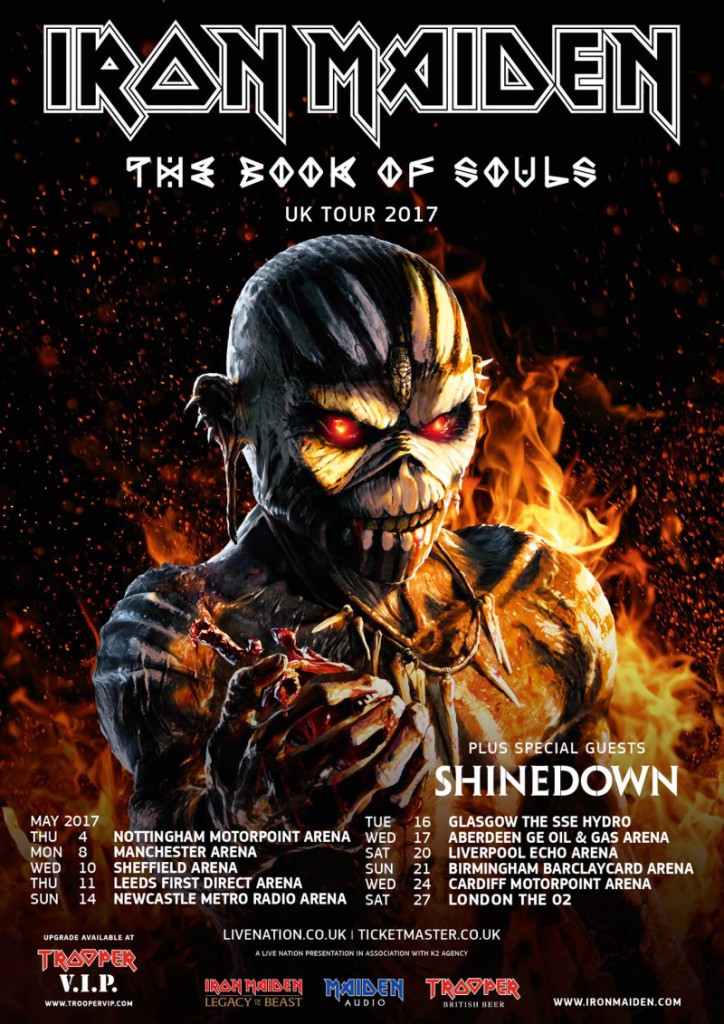 IRON MAIDEN
THE BOOK OF SOULS
UK TOUR 2017
PLUS SPECIAL GUESTS
SHINEDOWN
MAY 2017
THU 4 NOTTINGHAM MOTORPOINT ARENA
MON 8 MANCHESTER ARENA
WED 10 SHEFFIELD ARENA
THU 11 LEEDS FIRST DIRECT ARENA
SUN 14 NEWCASTLE METRO RADIO ARENA
TUE 16 GLASGOW THE SSE HYDRO
WED 17 ABERDEEN GE OIL & GAS ARENA
SAT 20 LIVERPOOL ECHO ARENA
SUN 21 BIRMINGHAM BARCLAYCARD ARENA
WED 24 CARDIFF MOTORPOINT ARENA
SAT 27 LONDON THE O2
LIVENATION.CO.UK | TICKETMASTER.CO.UK
A LIVE NATION PRESENTATION IN ASSOCIATION WITH K2 AGENCY
UPGRADE AVAILABLE AT
TROOPER
V.I.P.
WWW.TROOPERVIP.COM
IRON MAIDEN
LEGACY OF THE BEAST
MAIDEN
AUDIO
TROOPER
BRITISH BEER
WWW.IRONMAIDEN.COM